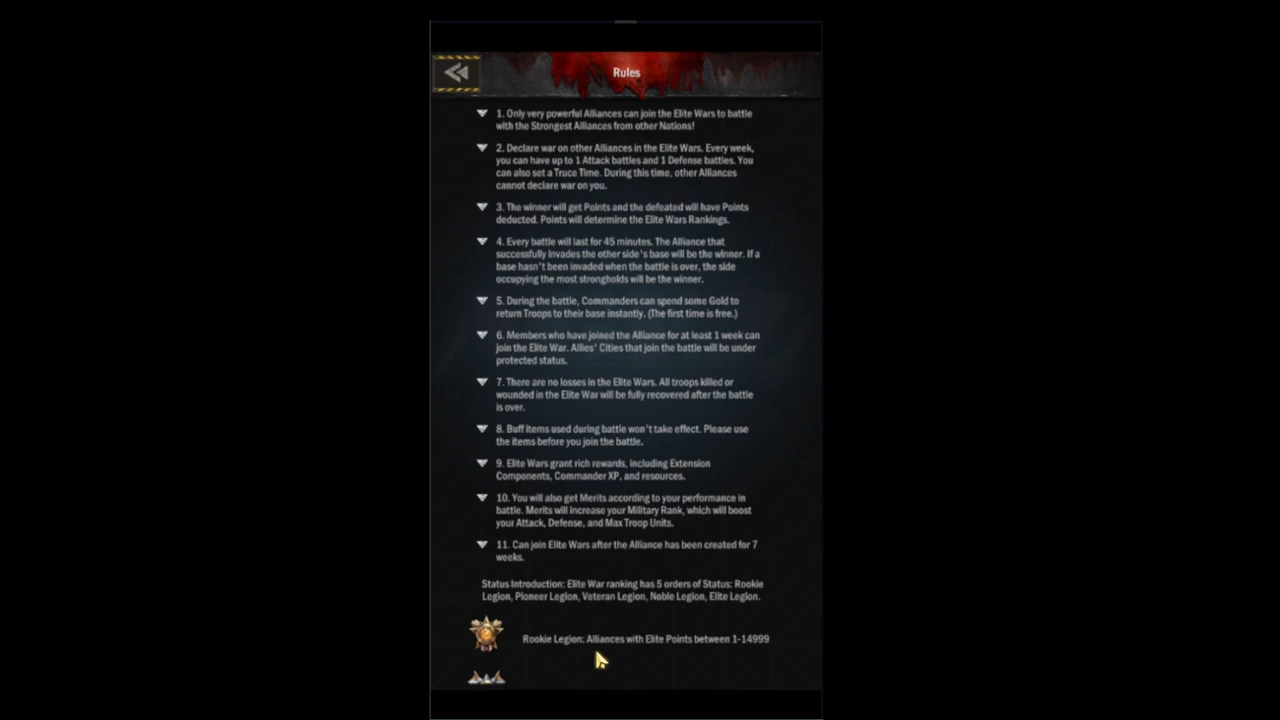 Rules
1. Only very powerful Alliances can join the Elite Wars to battle
with the Strongest Alliances from other Nations!
2. Declare war on other Alliances in the Elite Wars. Every week,
you can have up to 1 Attack battles and 1 Defense battles. You
can also set a Truce Time. During this time, other Alliances
cannot declare war on you.
3. The winner will get Points and the defeated will have Points
deducted. Points will determine the Elite Wars Rankings.
4. Every battle will last for 45 minutes. The Alliance that
successfully invades the other side's base will be the winner. If a
base hasn't been invaded when the battle is over, the side
occupying the most strongholds will be the winner.
5. During the battle, Commanders can spend some Gold to
return Troops to their base instantly. (The first time is free.)
6. Members who have joined the Alliance for at least 1 week can
join the Elite War. Allies' Cities that join the battle will be under
protected status.
7. There are no losses in the Elite Wars. All troops killed or
wounded in the Elite War will be fully recovered after the battle
is over.
8. Buff items used during battle won't take effect. Please use
the items before you join the battle.
9. Elite Wars grant rich rewards, including Extension
Components, Commander XP, and resources.
10. You will also get Merits according to your performance in
battle. Merits will increase your Military Rank, which will boost
your Attack, Defense, and Max Troop Units.
11. Can join Elite Wars after the Alliance has been created for 7
weeks.
Status Introduction: Elite War ranking has 5 orders of Status: Rookie
Legion, Pioneer Legion, Veteran Legion, Noble Legion, Elite Legion.
Rookie Legion: Alliances with Elite Points between 1-14999